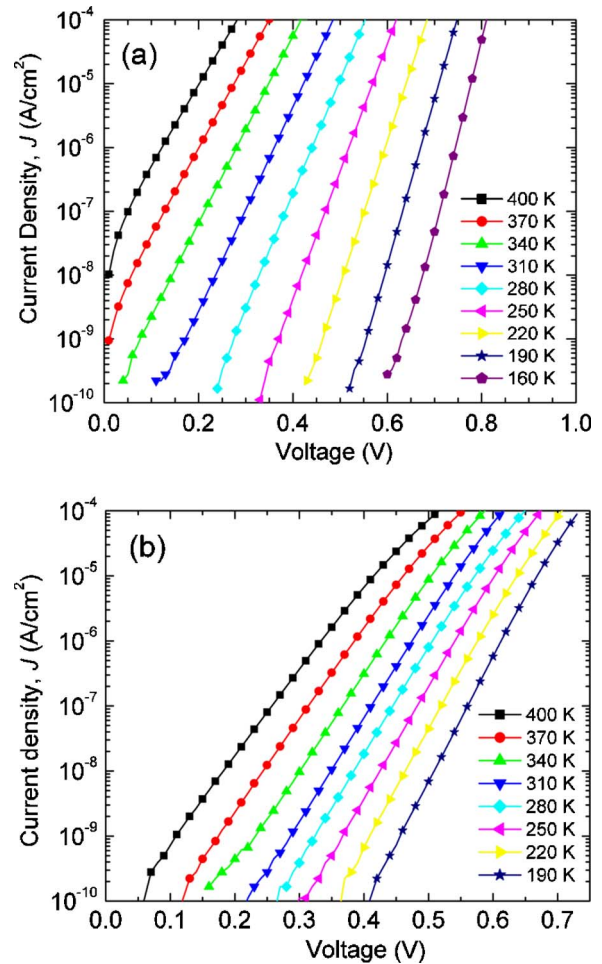 (a)
Current Density, J (A/cm²)
10⁻⁴
10⁻⁵
10⁻⁶
10⁻⁷
10⁻⁸
10⁻⁹
10⁻¹⁰
400 K
370 K
340 K
310 K
280 K
250 K
220 K
190 K
160 K
0.0 0.2 0.4 0.6 0.8 1.0
Voltage (V)
(b)
Current density, J (A/cm²)
10⁻⁴
10⁻⁵
10⁻⁶
10⁻⁷
10⁻⁸
10⁻⁹
10⁻¹⁰
400 K
370 K
340 K
310 K
280 K
250 K
220 K
190 K
0.0 0.1 0.2 0.3 0.4 0.5 0.6 0.7
Voltage (V)